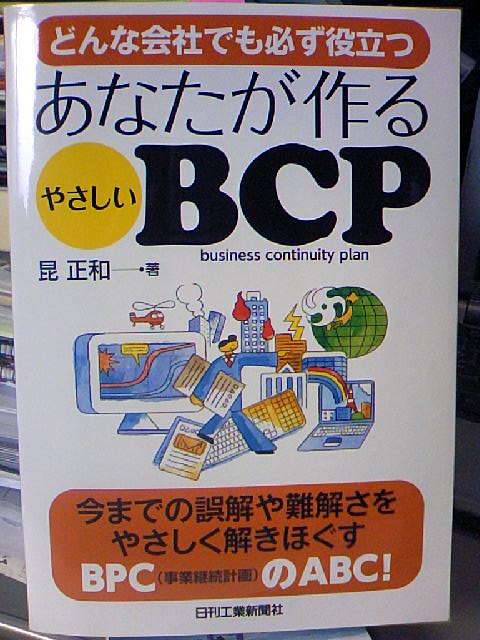 どんな会社でも必ず役立つ
あなたが作る
やさしい
BCP
business continuity plan
昆 正和―・著
今までの誤解や難解さを
やさしく解きほぐす
BPC(事業継続計画)のABC!
日刊工業新聞社